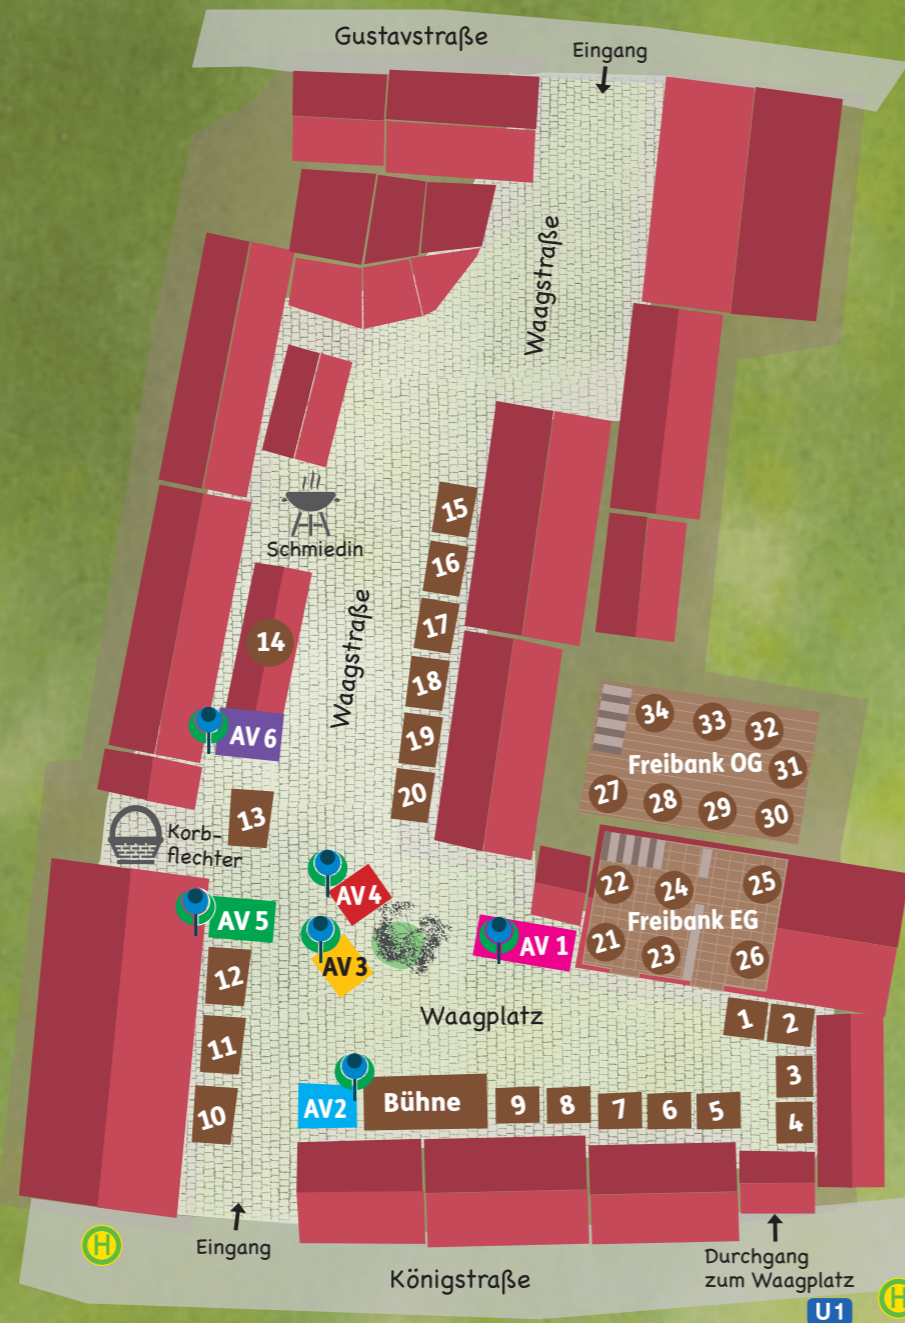 Gustavstraße
Eingang
Waagstraße
Schmiedin
15
16
14
17
Waagstraße
18
34
33
32
AV 6
19
Freibank OG
31
20
27
28
29
30
13
Korb-
flechter
22
24
25
AV 4
AV 5
Freibank EG
AV 1
21
23
26
AV 3
12
Waagplatz
1
2
11
3
AV2
Bühne
9
8
7
6
5
10
4
H
Eingang
Durchgang
zum Waagplatz
Königstraße
H
U1